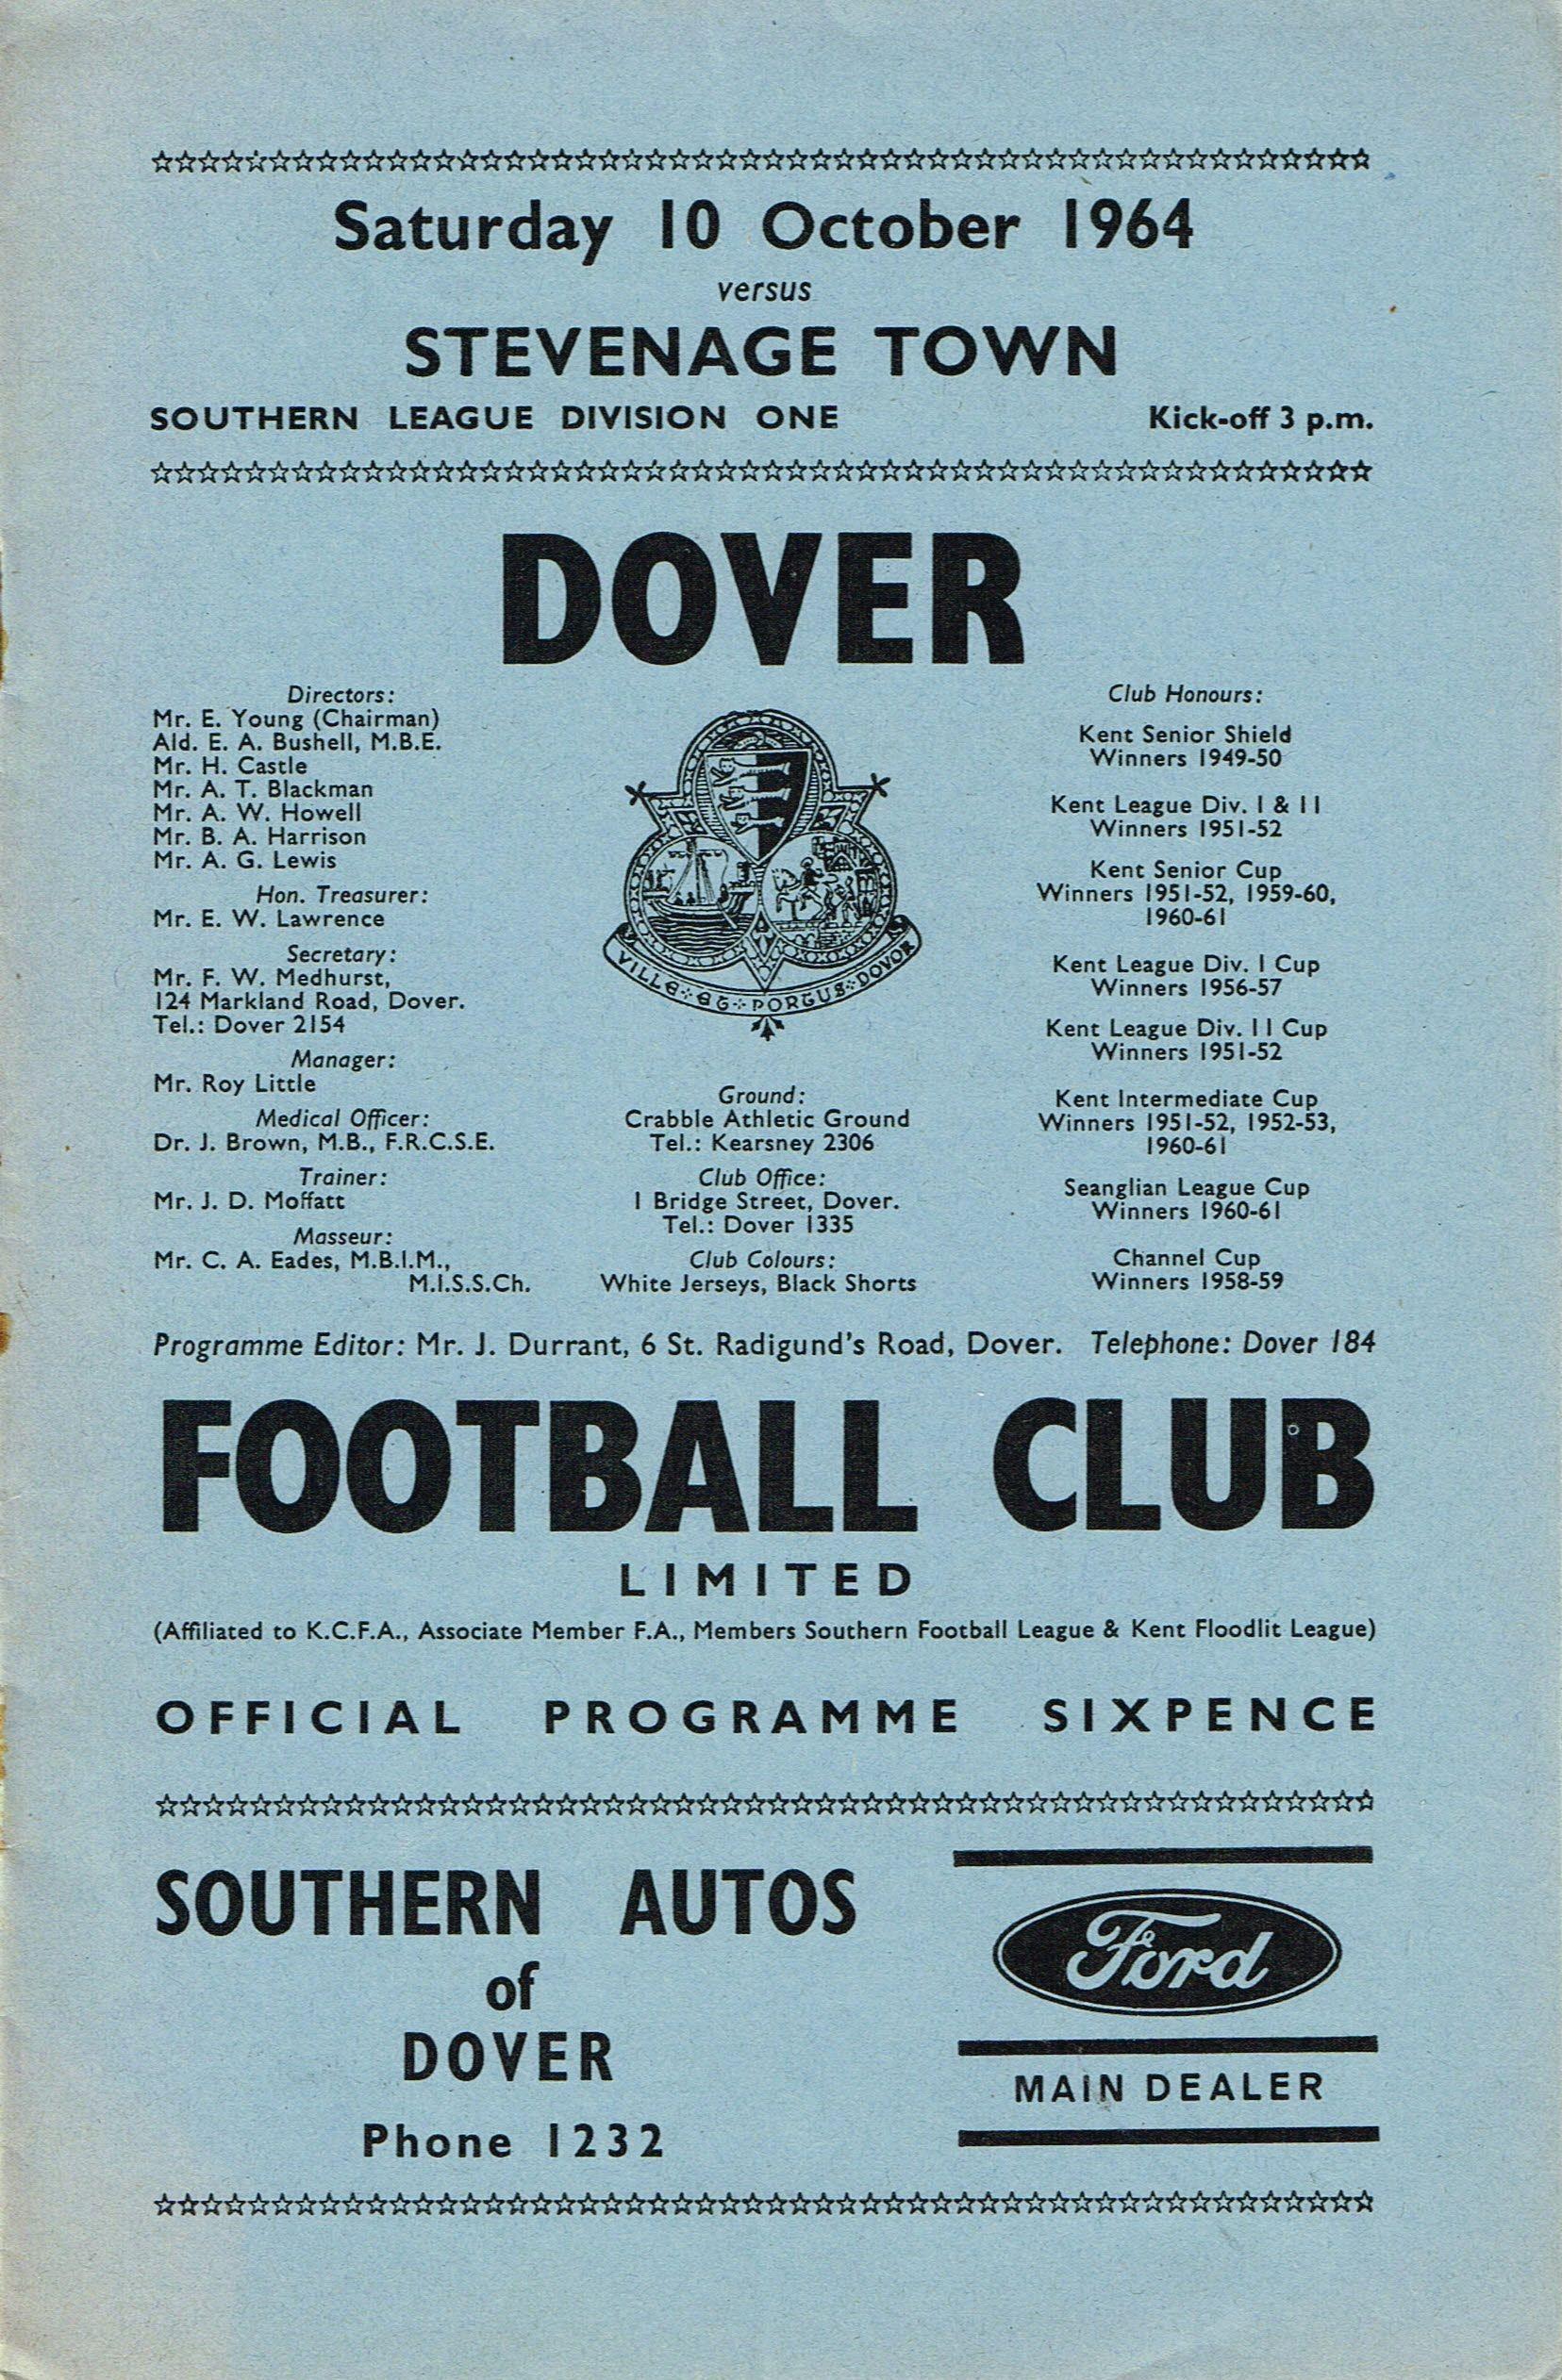 Saturday 10 October 1964
versus
STEVENAGE TOWN
SOUTHERN LEAGUE DIVISION ONE Kick-off 3 p.m.
DOVER
Directors:
Mr. E. Young (Chairman)
Ald. E. A. Bushell, M.B.E.
Mr. H. Castle
Mr. A. T. Blackman
Mr. A. W. Howell
Mr. B. A. Harrison
Mr. A. G. Lewis
Hon. Treasurer:
Mr. E. W. Lawrence
Secretary:
Mr. F. W. Medhurst,
124 Markland Road, Dover.
Tel.: Dover 2154
Manager:
Mr. Roy Little
Medical Officer:
Dr. J. Brown, M.B., F.R.C.S.E.
Trainer:
Mr. J. D. Moffatt
Masseur:
Mr. C. A. Eades, M.B.I.M.,
M.I.S.S.Ch.
VILLE ET PORTUS DOVOR
Ground:
Crabble Athletic Ground
Tel.: Kearsney 2306
Club Office:
1 Bridge Street, Dover.
Tel.: Dover 1335
Club Colours:
White Jerseys, Black Shorts
Club Honours:
Kent Senior Shield
Winners 1949-50
Kent League Div. I & II
Winners 1951-52
Kent Senior Cup
Winners 1951-52, 1959-60,
1960-61
Kent League Div. I Cup
Winners 1956-57
Kent League Div. II Cup
Winners 1951-52
Kent Intermediate Cup
Winners 1951-52, 1952-53,
1960-61
Seanglian League Cup
Winners 1960-61
Channel Cup
Winners 1958-59
Programme Editor: Mr. J. Durrant, 6 St. Radigund's Road, Dover. Telephone: Dover 184
FOOTBALL CLUB
LIMITED
(Affiliated to K.C.F.A., Associate Member F.A., Members Southern Football League & Kent Floodlit League)
OFFICIAL PROGRAMME SIXPENCE
SOUTHERN AUTOS
of
DOVER
Phone 1232
Ford
MAIN DEALER